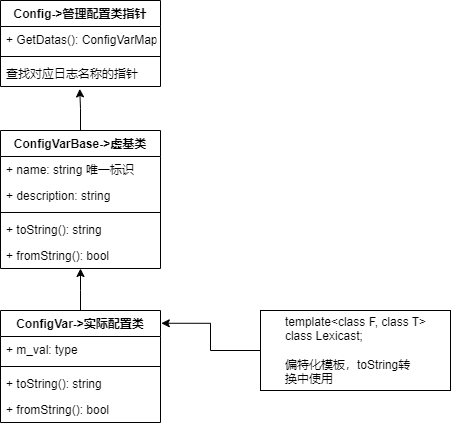 Config->管理配置类指针
+ GetDatas(): ConfigVarMap
查找对应日志名称的指针
ConfigVarBase->虚基类
+ name: string 唯一标识
+ description: string
+ toString(): string
+ fromString(): bool
ConfigVar->实际配置类
+ m_val: type
+ toString(): string
+ fromString(): bool
template<class F, class T>
class Lexicast;
偏特化模板，toString转
换中使用